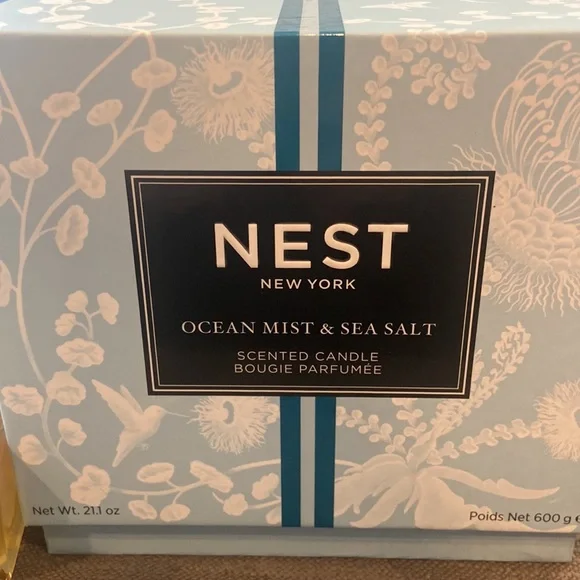 NEST
NEW YORK
OCEAN MIST & SEA SALT
SCENTED CANDLE
BOUGIE PARFUMÉE
Net Wt. 21.1 oz
Poids Net 600 g e